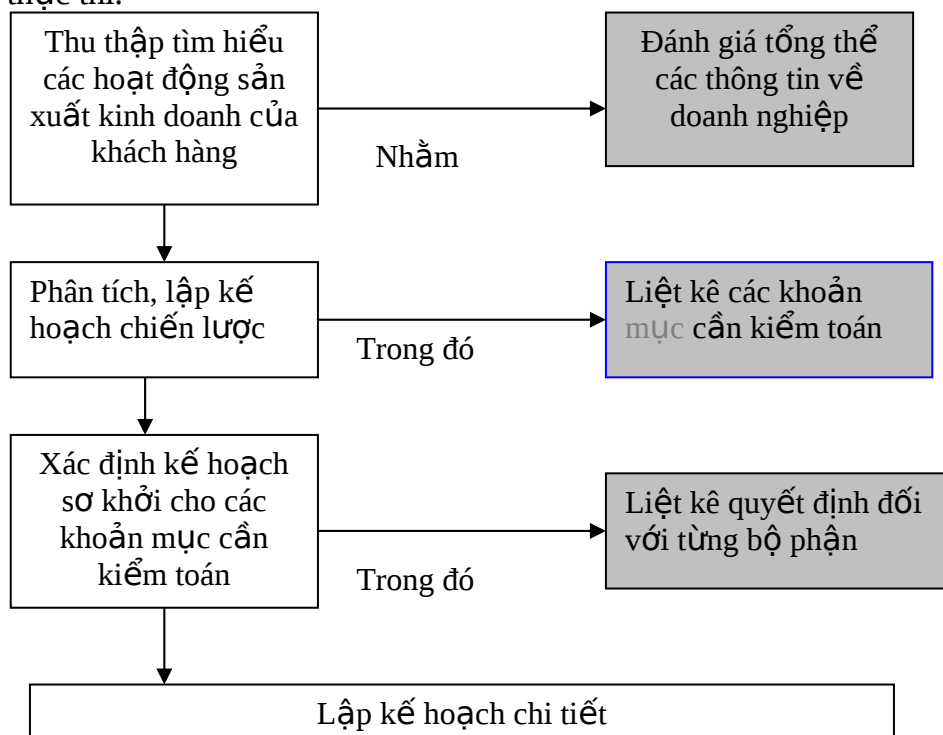 thực thi.
Thu thập tìm hiểu
các hoạt động sản
xuất kinh doanh của
khách hàng
Nhằm
Đánh giá tổng thể
các thông tin về
doanh nghiệp
Phân tích, lập kế
hoạch chiến lược
Trong đó
Liệt kê các khoản
mục cần kiểm toán
Xác định kế hoạch
sơ khởi cho các
khoản mục cần
kiểm toán
Trong đó
Liệt kê quyết định đối
với từng bộ phận
Lập kế hoạch chi tiết